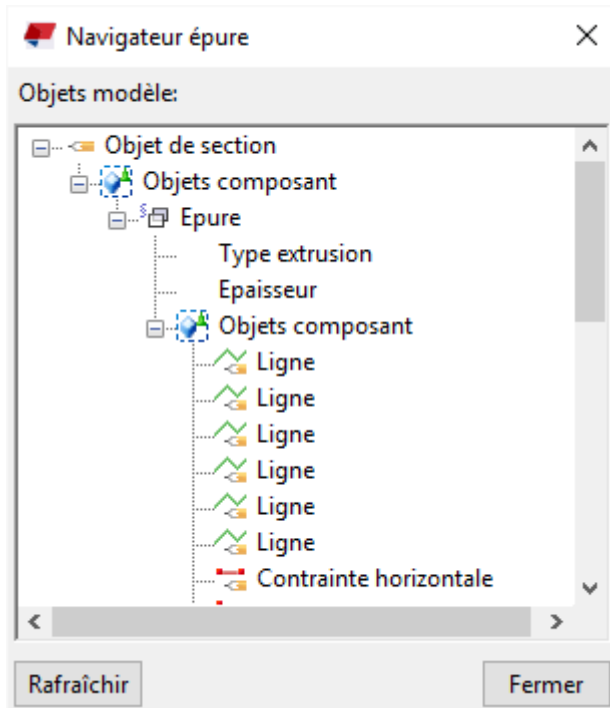 Navigateur épure
Objets modèle:
Objet de section
Objets composant
Epure
Type extrusion
Epaisseur
Objets composant
Ligne
Ligne
Ligne
Ligne
Ligne
Ligne
Contrainte horizontale
Rafraîchir
Fermer